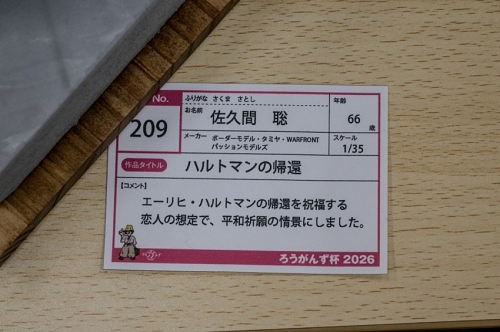 No.
209
ふりがな さくま さとし
お名前 佐久間 聡
年齢
66 歳
メーカー ボーダーモデル・タミヤ・WARFRONT
パッションモデルズ
スケール
1/35
作品タイトル ハルトマンの帰還
【コメント】
エーリヒ・ハルトマンの帰還を祝福する
恋人の想定で、平和祈願の情景にしました。
ろうがんず杯 2026